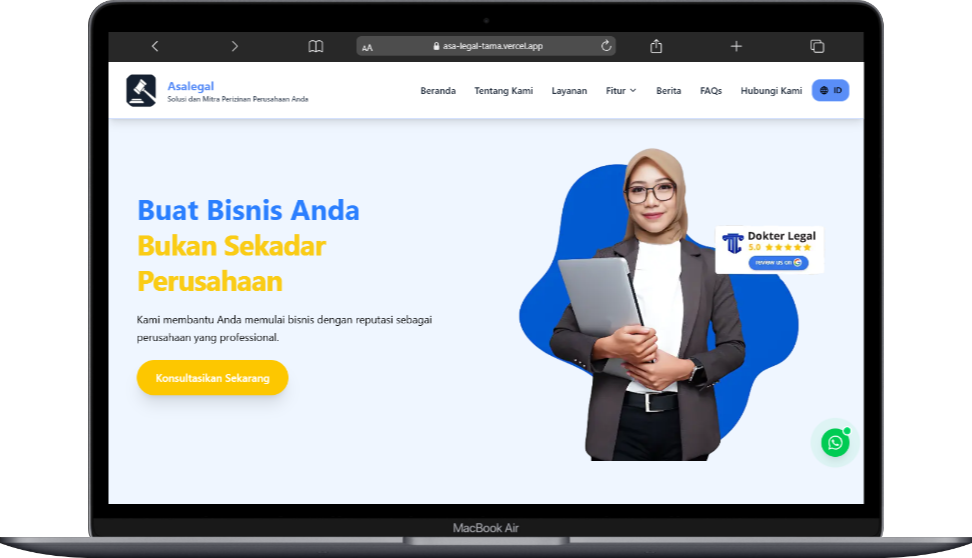 AA asa-legal-tama.vercel.app
Asalegal
Solusi dan Mitra Perizinan Perusahaan Anda
Beranda Tentang Kami Layanan Fitur Berita FAQs Hubungi Kami ID
Buat Bisnis Anda
Bukan Sekadar
Perusahaan
Kami membantu Anda memulai bisnis dengan reputasi sebagai
perusahaan yang professional.
Konsultasikan Sekarang
Dokter Legal
5.0
review us on G
MacBook Air